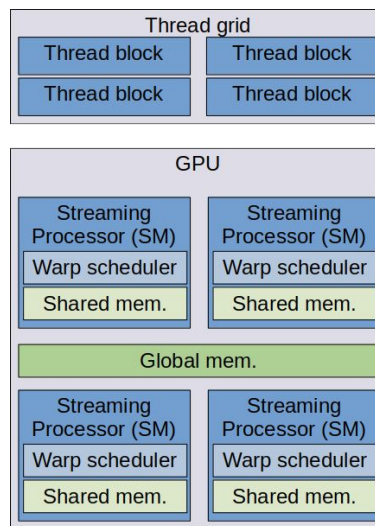 Thread grid
Thread block
Thread block
Thread block
Thread block
GPU
Streaming
Processor (SM)
Warp scheduler
Shared mem.
Streaming
Processor (SM)
Warp scheduler
Shared mem.
Global mem.
Streaming
Processor (SM)
Warp scheduler
Shared mem.
Streaming
Processor (SM)
Warp scheduler
Shared mem.